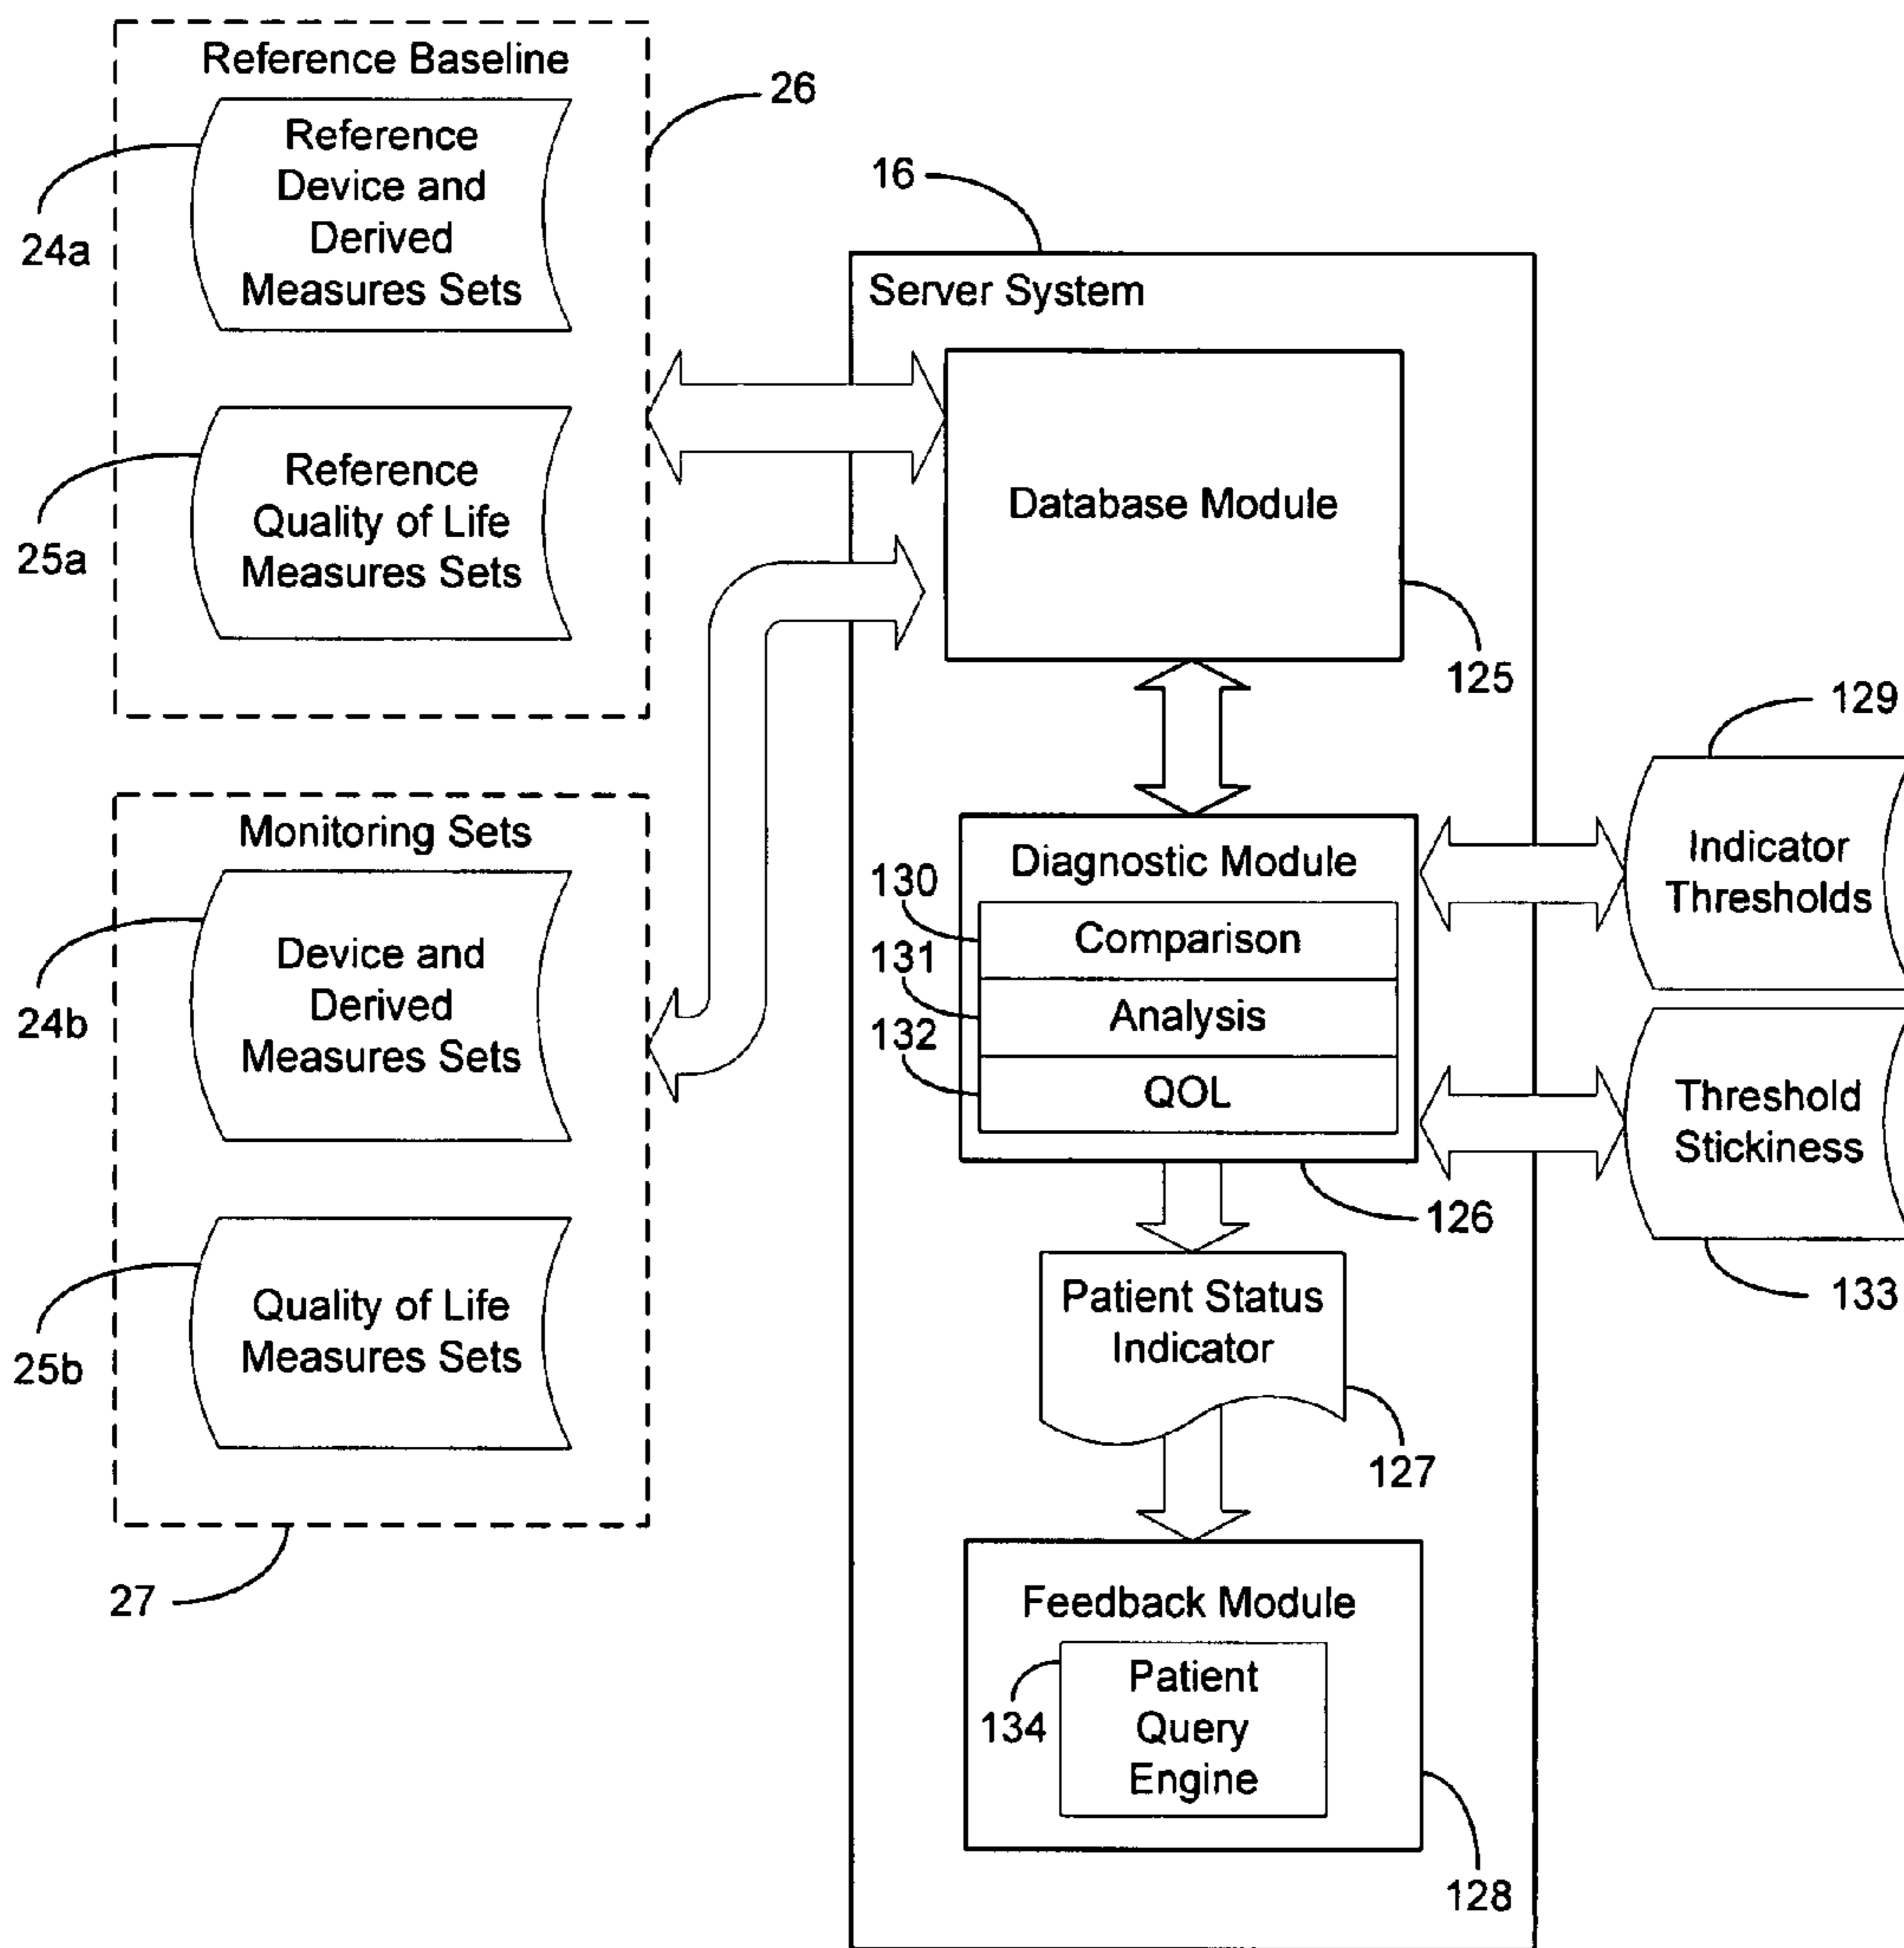 Reference Baseline
26
Reference
Device and
Derived
Measures Sets
24a
Reference
Quality of Life
Measures Sets
25a
Monitoring Sets
Device and
Derived
Measures Sets
24b
Quality of Life
Measures Sets
25b
27
16
Server System
Database Module
125
Diagnostic Module
130
Comparison
131
Analysis
132
QOL
126
129
Indicator
Thresholds
Threshold
Stickiness
133
Patient Status
Indicator
127
Feedback Module
134
Patient
Query
Engine
128